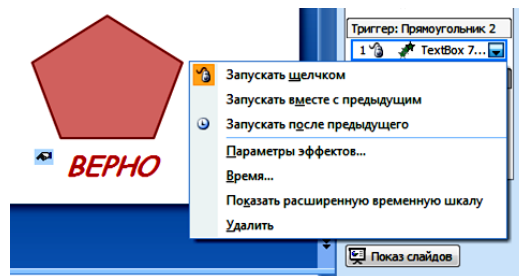 Триггер: Прямоугольник 2
1 TextBox 7...
Запускать щелчком
Запускать вместе с предыдущим
Запускать после предыдущего
Параметры эффектов...
Время...
Показать расширенную временную шкалу
Удалить
ВЕРНО
Показ слайдов